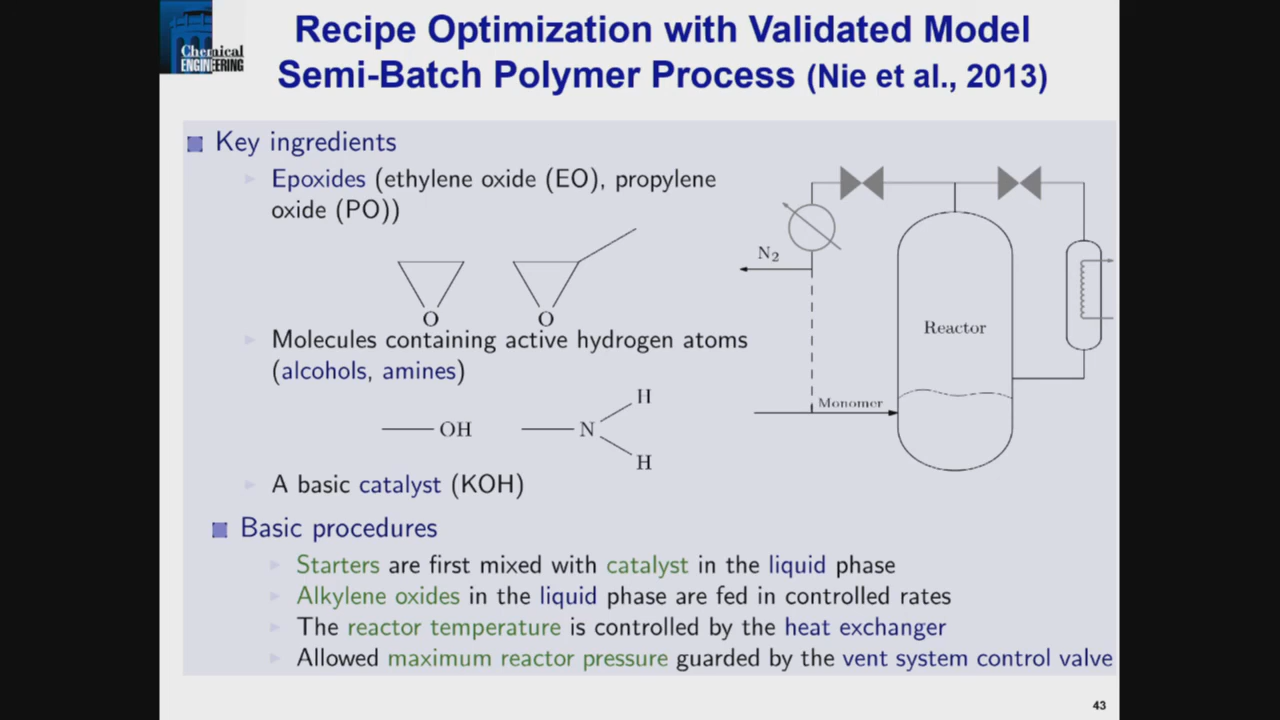 Chemical
ENGINEERING
Recipe Optimization with Validated Model
Semi-Batch Polymer Process (Nie et al., 2013)
Key ingredients
Epoxides (ethylene oxide (EO), propylene
oxide (PO))
O
O
Molecules containing active hydrogen atoms
(alcohols, amines)
OH
N
H
H
A basic catalyst (KOH)
N2
Reactor
Monomer
Basic procedures
Starters are first mixed with catalyst in the liquid phase
Alkylene oxides in the liquid phase are fed in controlled rates
The reactor temperature is controlled by the heat exchanger
Allowed maximum reactor pressure guarded by the vent system control valve
43